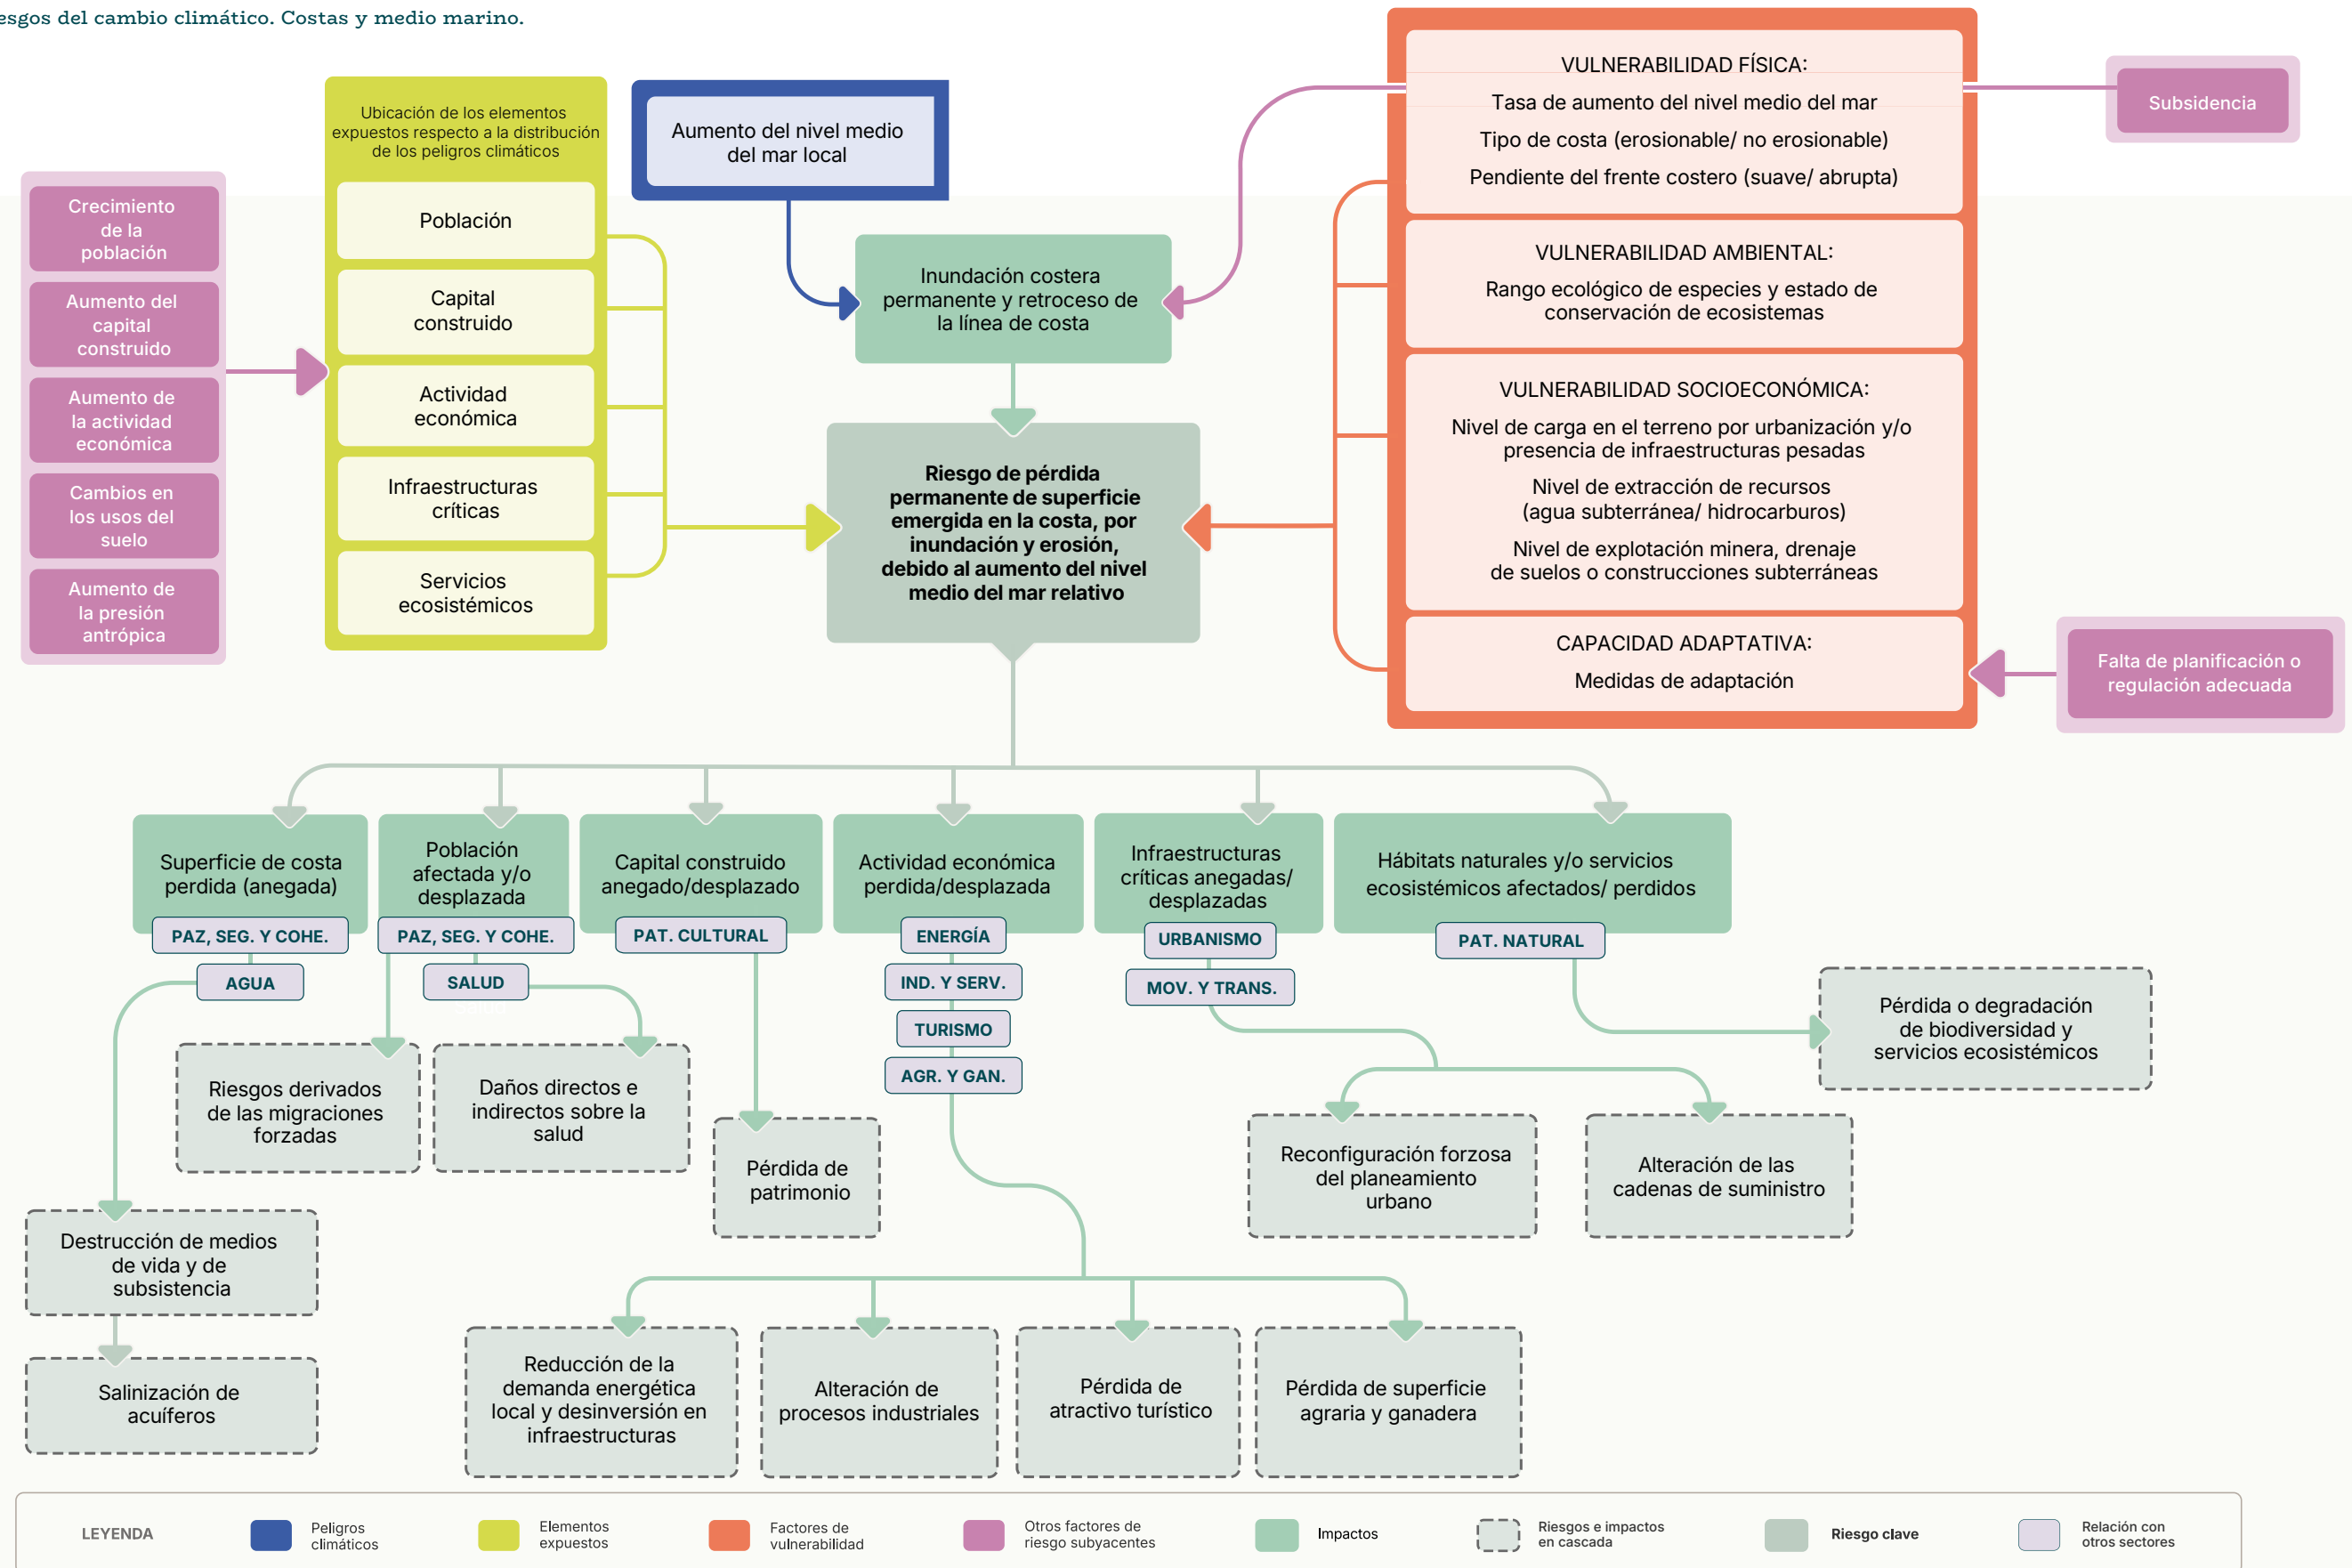 esgos del cambio climático. Costas y medio marino.
Crecimiento
de la
población
Aumento del
capital
construido
Aumento de
la actividad
económica
Cambios en
los usos del
suelo
Aumento de
la presión
antrópica
Ubicación de los elementos
expuestos respecto a la distribución
de los peligros climáticos
Población
Capital
construido
Actividad
económica
Infraestructuras
críticas
Servicios
ecosistémicos
Aumento del nivel medio
del mar local
Inundación costera
permanente y retroceso de
la línea de costa
Riesgo de pérdida
permanente de superficie
emergida en la costa, por
inundación y erosión,
debido al aumento del nivel
medio del mar relativo
VULNERABILIDAD FÍSICA:
Tasa de aumento del nivel medio del mar
Tipo de costa (erosionable/ no erosionable)
Pendiente del frente costero (suave/ abrupta)
VULNERABILIDAD AMBIENTAL:
Rango ecológico de especies y estado de
conservación de ecosistemas
VULNERABILIDAD SOCIOECONÓMICA:
Nivel de carga en el terreno por urbanización y/o
presencia de infraestructuras pesadas
Nivel de extracción de recursos
(agua subterránea/ hidrocarburos)
Nivel de explotación minera, drenaje
de suelos o construcciones subterráneas
CAPACIDAD ADAPTATIVA:
Medidas de adaptación
Subsidencia
Falta de planificación o
regulación adecuada
Superficie de costa
perdida (anegada)
PAZ, SEG. Y COHE.
AGUA
Población
afectada y/o
desplazada
PAZ, SEG. Y COHE.
SALUD
Capital construido
anegado/desplazado
PAT. CULTURAL
Actividad económica
perdida/desplazada
ENERGÍA
IND. Y SERV.
TURISMO
AGR. Y GAN.
Infraestructuras
críticas anegadas/
desplazadas
URBANISMO
MOV. Y TRANS.
Hábitats naturales y/o servicios
ecosistémicos afectados/ perdidos
PAT. NATURAL
Pérdida o degradación
de biodiversidad y
servicios ecosistémicos
Riesgos derivados
de las migraciones
forzadas
Daños directos e
indirectos sobre la
salud
Pérdida de
patrimonio
Reconfiguración forzosa
del planeamiento
urbano
Alteración de las
cadenas de suministro
Destrucción de medios
de vida y de
subsistencia
Salinización de
acuíferos
Reducción de la
demanda energética
local y desinversión en
infraestructuras
Alteración de
procesos industriales
Pérdida de
atractivo turístico
Pérdida de superficie
agraria y ganadera
LEYENDA
Peligros
climáticos
Elementos
expuestos
Factores de
vulnerabilidad
Otros factores de
riesgo subyacentes
Impactos
Riesgos e impactos
en cascada
Riesgo clave
Relación con
otros sectores